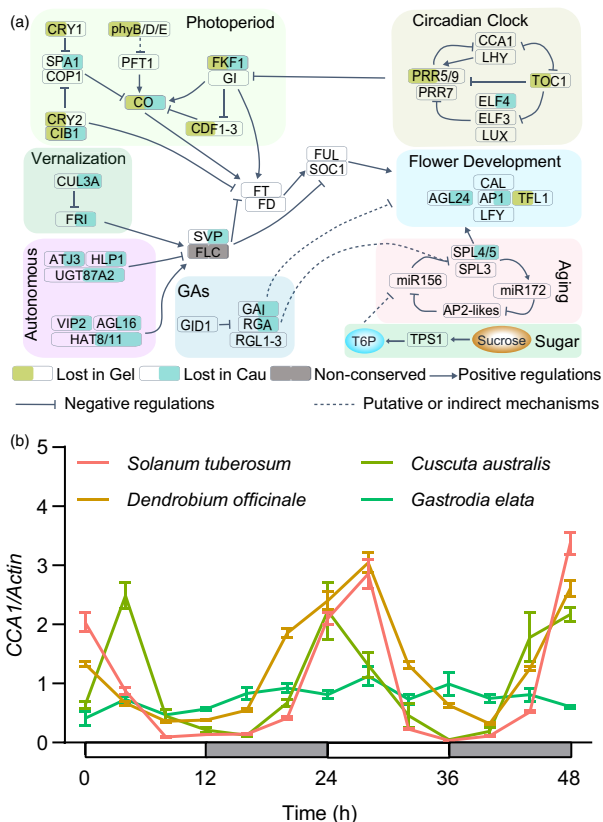 (a)
Photoperiod
CRY1
phyB/D/E
SPA1
COP1
PFT1
FKF1
GI
CO
CRY2
CIB1
CDF1-3
Circadian Clock
CCA1
LHY
PRR5/9
PRR7
TOC1
ELF4
ELF3
LUX
Vernalization
CUL3A
FRI
FT
FD
FUL
SOC1
Flower Development
CAL
AGL24
AP1
TFL1
LFY
SVP
FLC
Autonomous
ATJ3
HLP1
UGT87A2
VIP2
AGL16
HAT8/11
GAs
GID1
GAI
RGA
RGL1-3
Aging
SPL4/5
SPL3
miR156
miR172
AP2-likes
T6P
TPS1
Sucrose
Sugar
Lost in Gel
Lost in Cau
Non-conserved
Positive regulations
Negative regulations
Putative or indirect mechanisms
(b)
Solanum tuberosum
Cuscuta australis
Dendrobium officinale
Gastrodia elata
CCA1/Actin
5
4
3
2
1
0
0
12
24
36
48
Time (h)